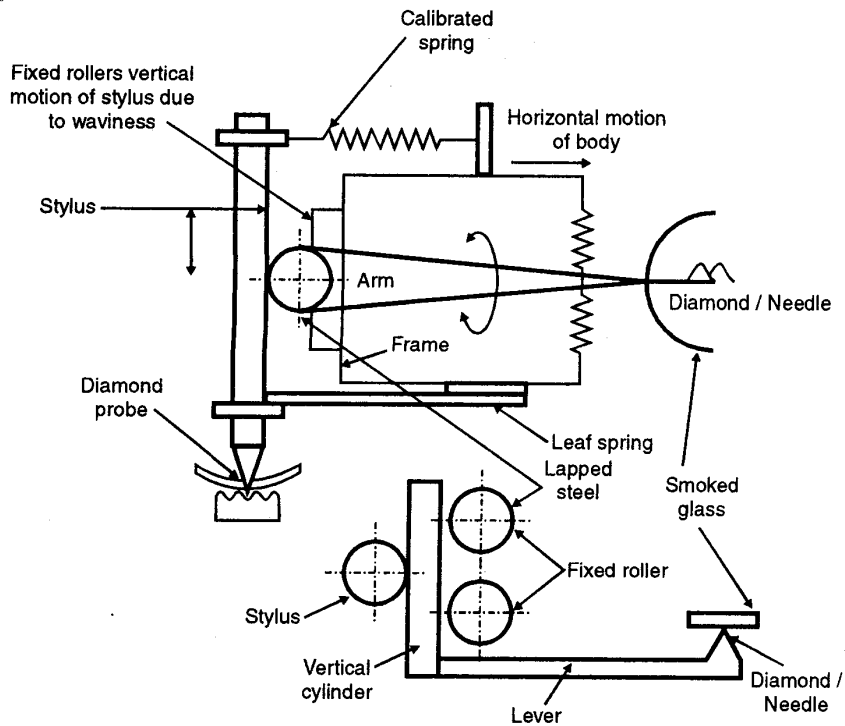 Calibrated
spring
Fixed rollers vertical
motion of stylus due
to waviness
Horizontal motion
of body
Stylus
Arm
Diamond / Needle
Frame
Diamond
probe
Leaf spring
Lapped
steel
Smoked
glass
Fixed roller
Stylus
Vertical
cylinder
Diamond /
Needle
Lever